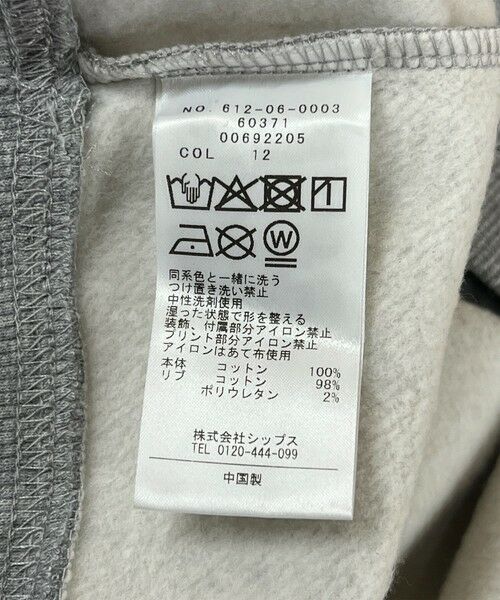 NO. 612-06-0003
60371
00692205
COL 12
W
同系色と一緒に洗う
つけ置き洗い禁止
中性洗剤使用
湿った状態で形を整える
装飾、付属部分アイロン禁止
プリント部分アイロン禁止
アイロンはあて布使用
本体 コットン 100%
リブ コットン 98%
ポリウレタン 2%
株式会社シップス
TEL 0120-444-099
中国製